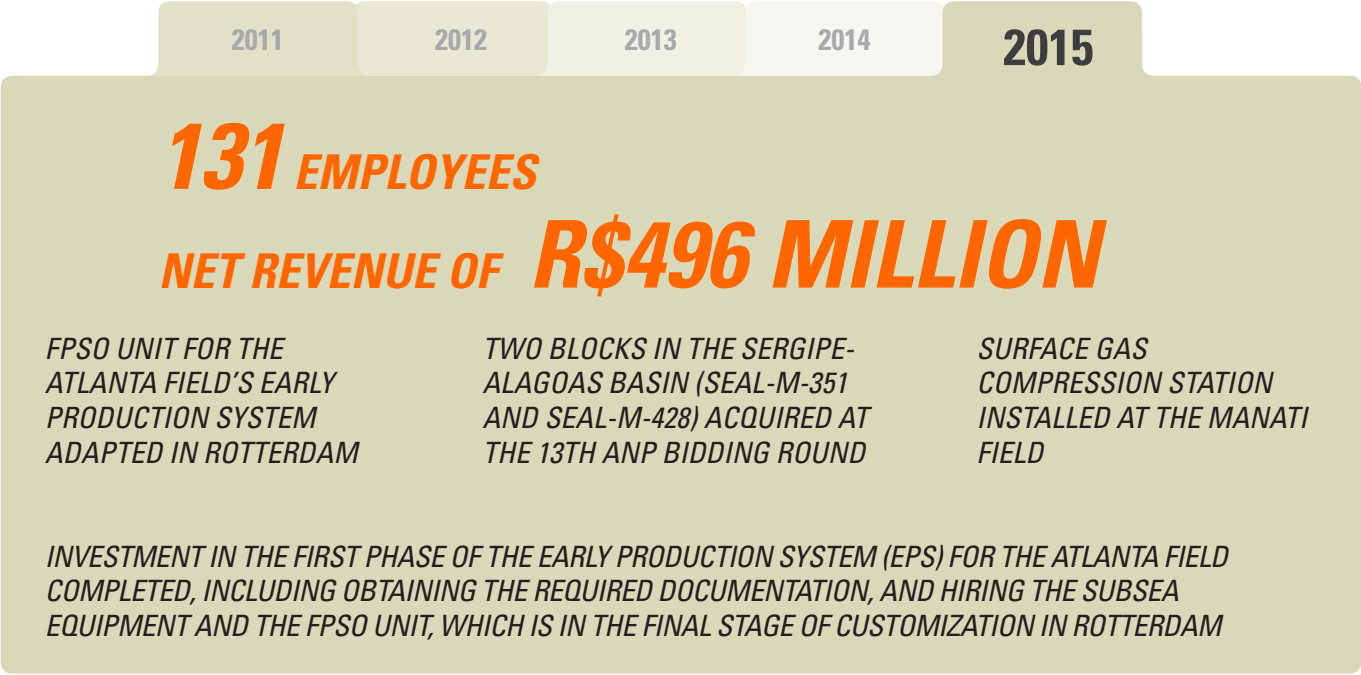 2011 2012 2013 2014 2015
131 EMPLOYEES
NET REVENUE OF R$496 MILLION
FPSO UNIT FOR THE
ATLANTA FIELD'S EARLY
PRODUCTION SYSTEM
ADAPTED IN ROTTERDAM
TWO BLOCKS IN THE SERGIPE-
ALAGOAS BASIN (SEAL-M-351
AND SEAL-M-428) ACQUIRED AT
THE 13TH ANP BIDDING ROUND
SURFACE GAS
COMPRESSION STATION
INSTALLED AT THE MANATI
FIELD
INVESTMENT IN THE FIRST PHASE OF THE EARLY PRODUCTION SYSTEM (EPS) FOR THE ATLANTA FIELD
COMPLETED, INCLUDING OBTAINING THE REQUIRED DOCUMENTATION, AND HIRING THE SUBSEA
EQUIPMENT AND THE FPSO UNIT, WHICH IS IN THE FINAL STAGE OF CUSTOMIZATION IN ROTTERDAM